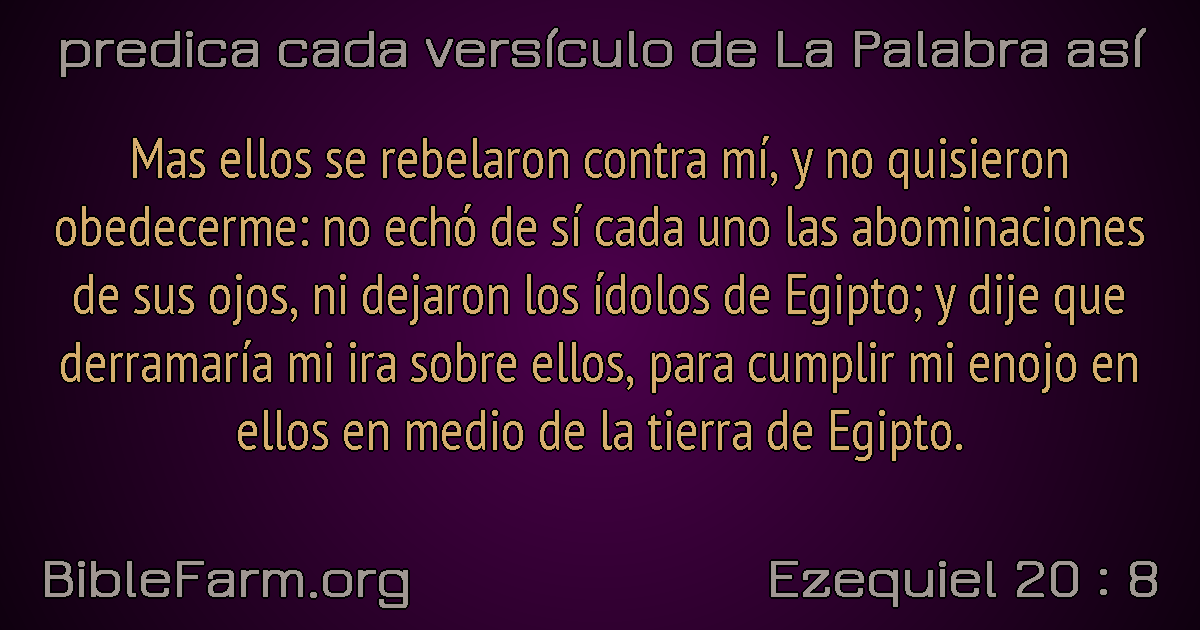 predica cada versículo de La Palabra así
Mas ellos se rebelaron contra mí, y no quisieron
obedecerme: no echó de sí cada uno las abominaciones
de sus ojos, ni dejaron los ídolos de Egipto; y dije que
derramaría mi ira sobre ellos, para cumplir mi enojo en
ellos en medio de la tierra de Egipto.
BibleFarm.org
Ezequiel 20 : 8